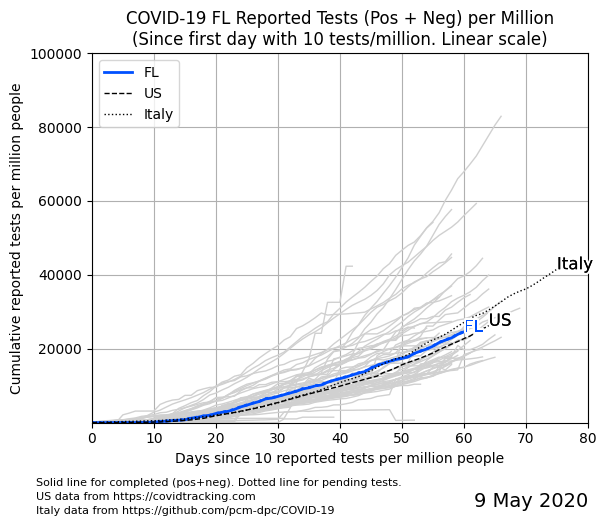 COVID-19 FL Reported Tests (Pos + Neg) per Million
(Since first day with 10 tests/million. Linear scale)
100000
80000
60000
40000
20000
Cumulative reported tests per million people
FL
US
Italy
Italy
US
FL
0 10 20 30 40 50 60 70 80
Days since 10 reported tests per million people
Solid line for completed (pos+neg). Dotted line for pending tests.
US data from https://covidtracking.com
Italy data from https://github.com/pcm-dpc/COVID-19
9 May 2020